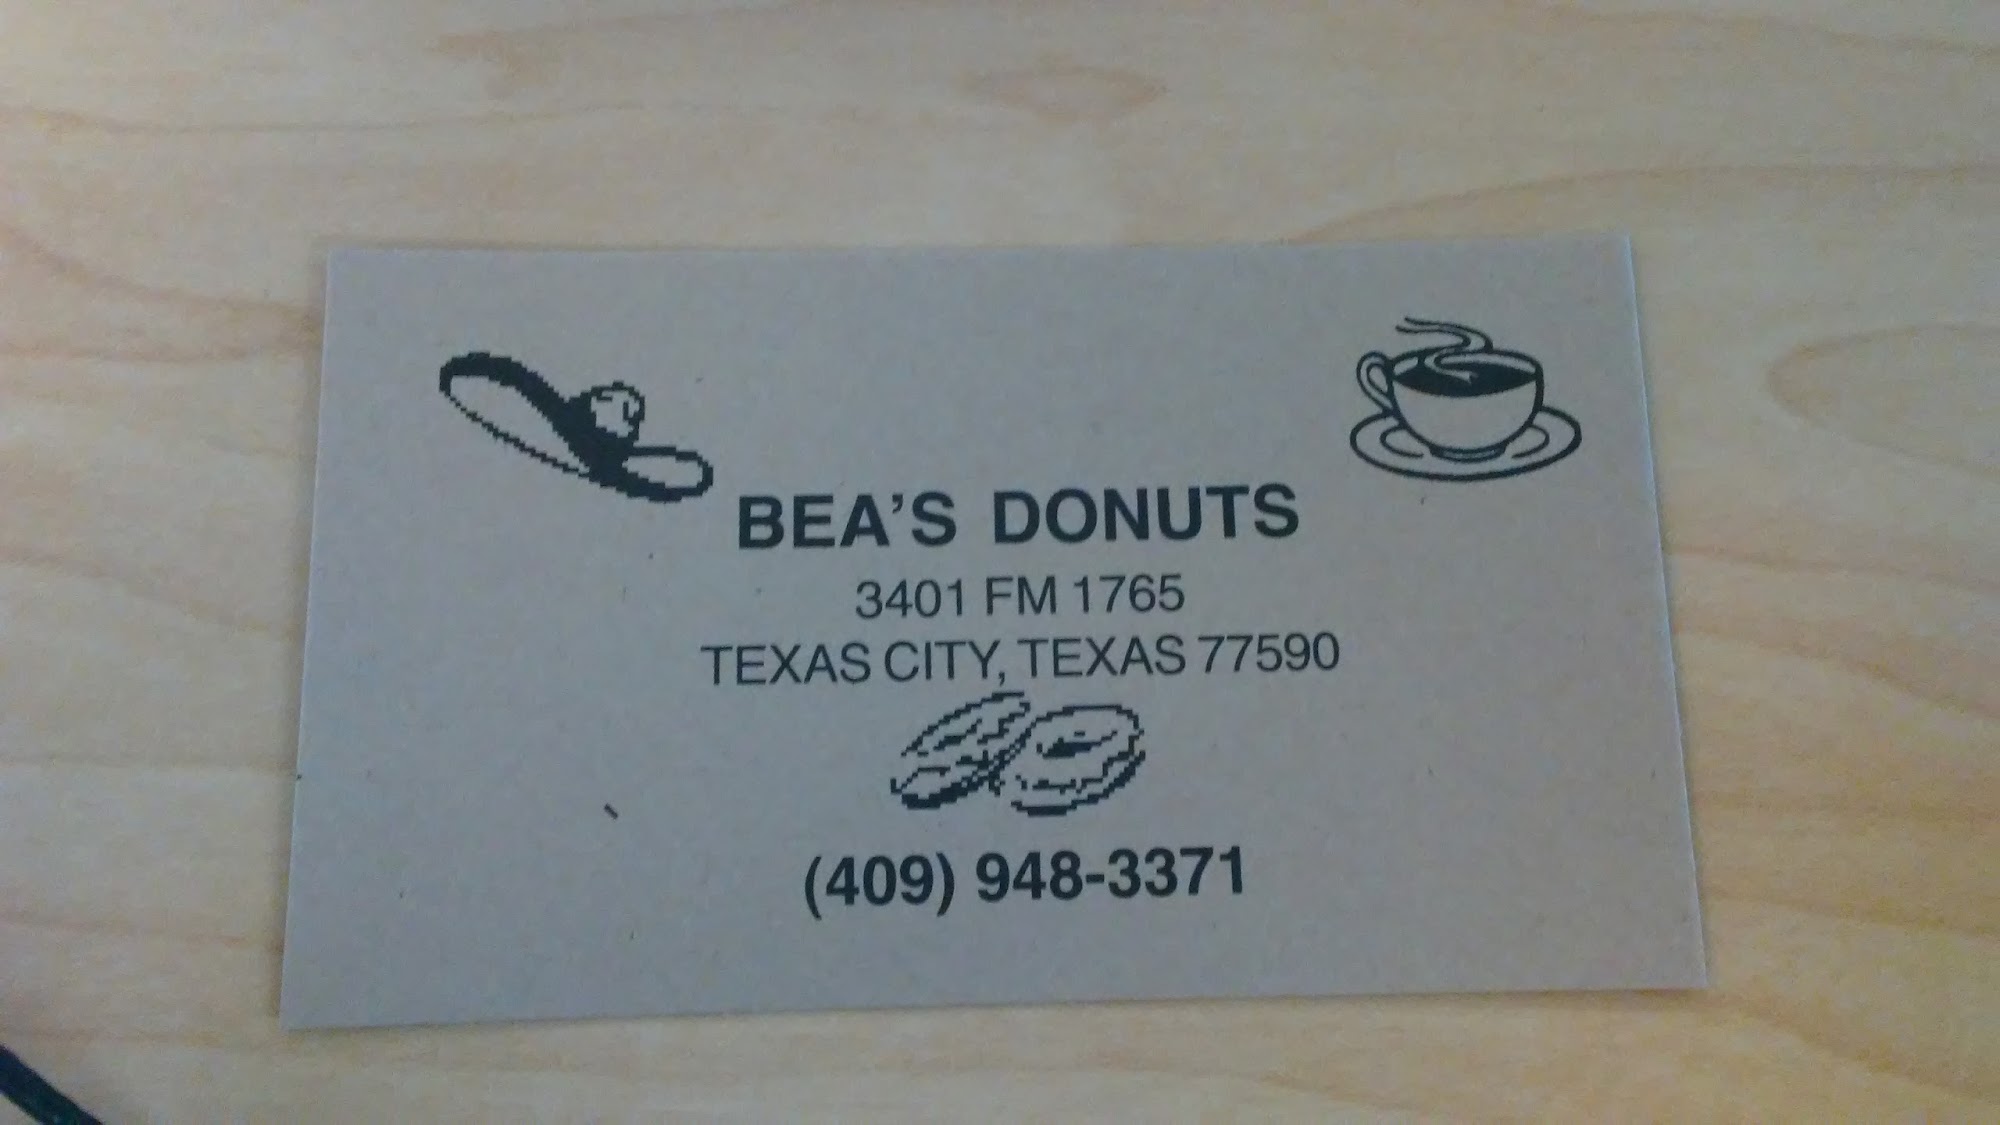 BEA'S DONUTS
3401 FM 1765
TEXAS CITY, TEXAS 77590
(409) 948-3371